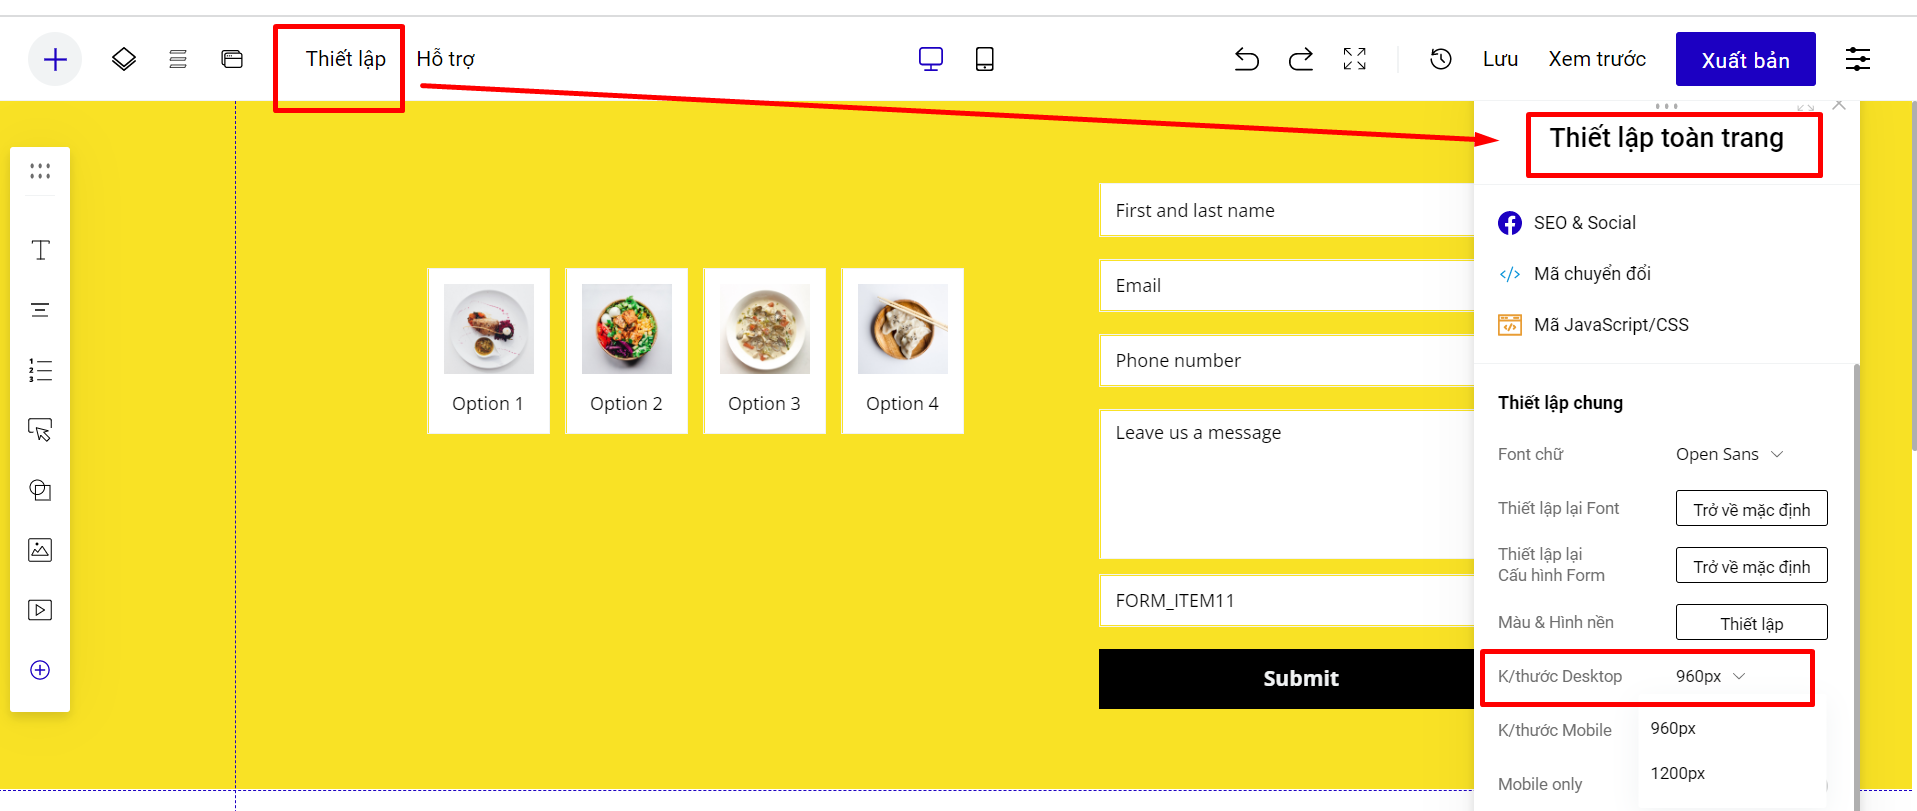 Thiết lập
Hỗ trợ
Lưu
Xem trước
Xuất bản
Thiết lập toàn trang
SEO & Social
Mã chuyển đổi
Mã JavaScript/CSS
Thiết lập chung
Font chữ
Open Sans
Thiết lập lại Font
Trở về mặc định
Thiết lập lại
Cấu hình Form
Trở về mặc định
Màu & Hình nền
Thiết lập
K/thước Desktop
960px
K/thước Mobile
960px
1200px
Mobile only
First and last name
Email
Phone number
Leave us a message
FORM_ITEM11
Submit
Option 1
Option 2
Option 3
Option 4
1
2
3